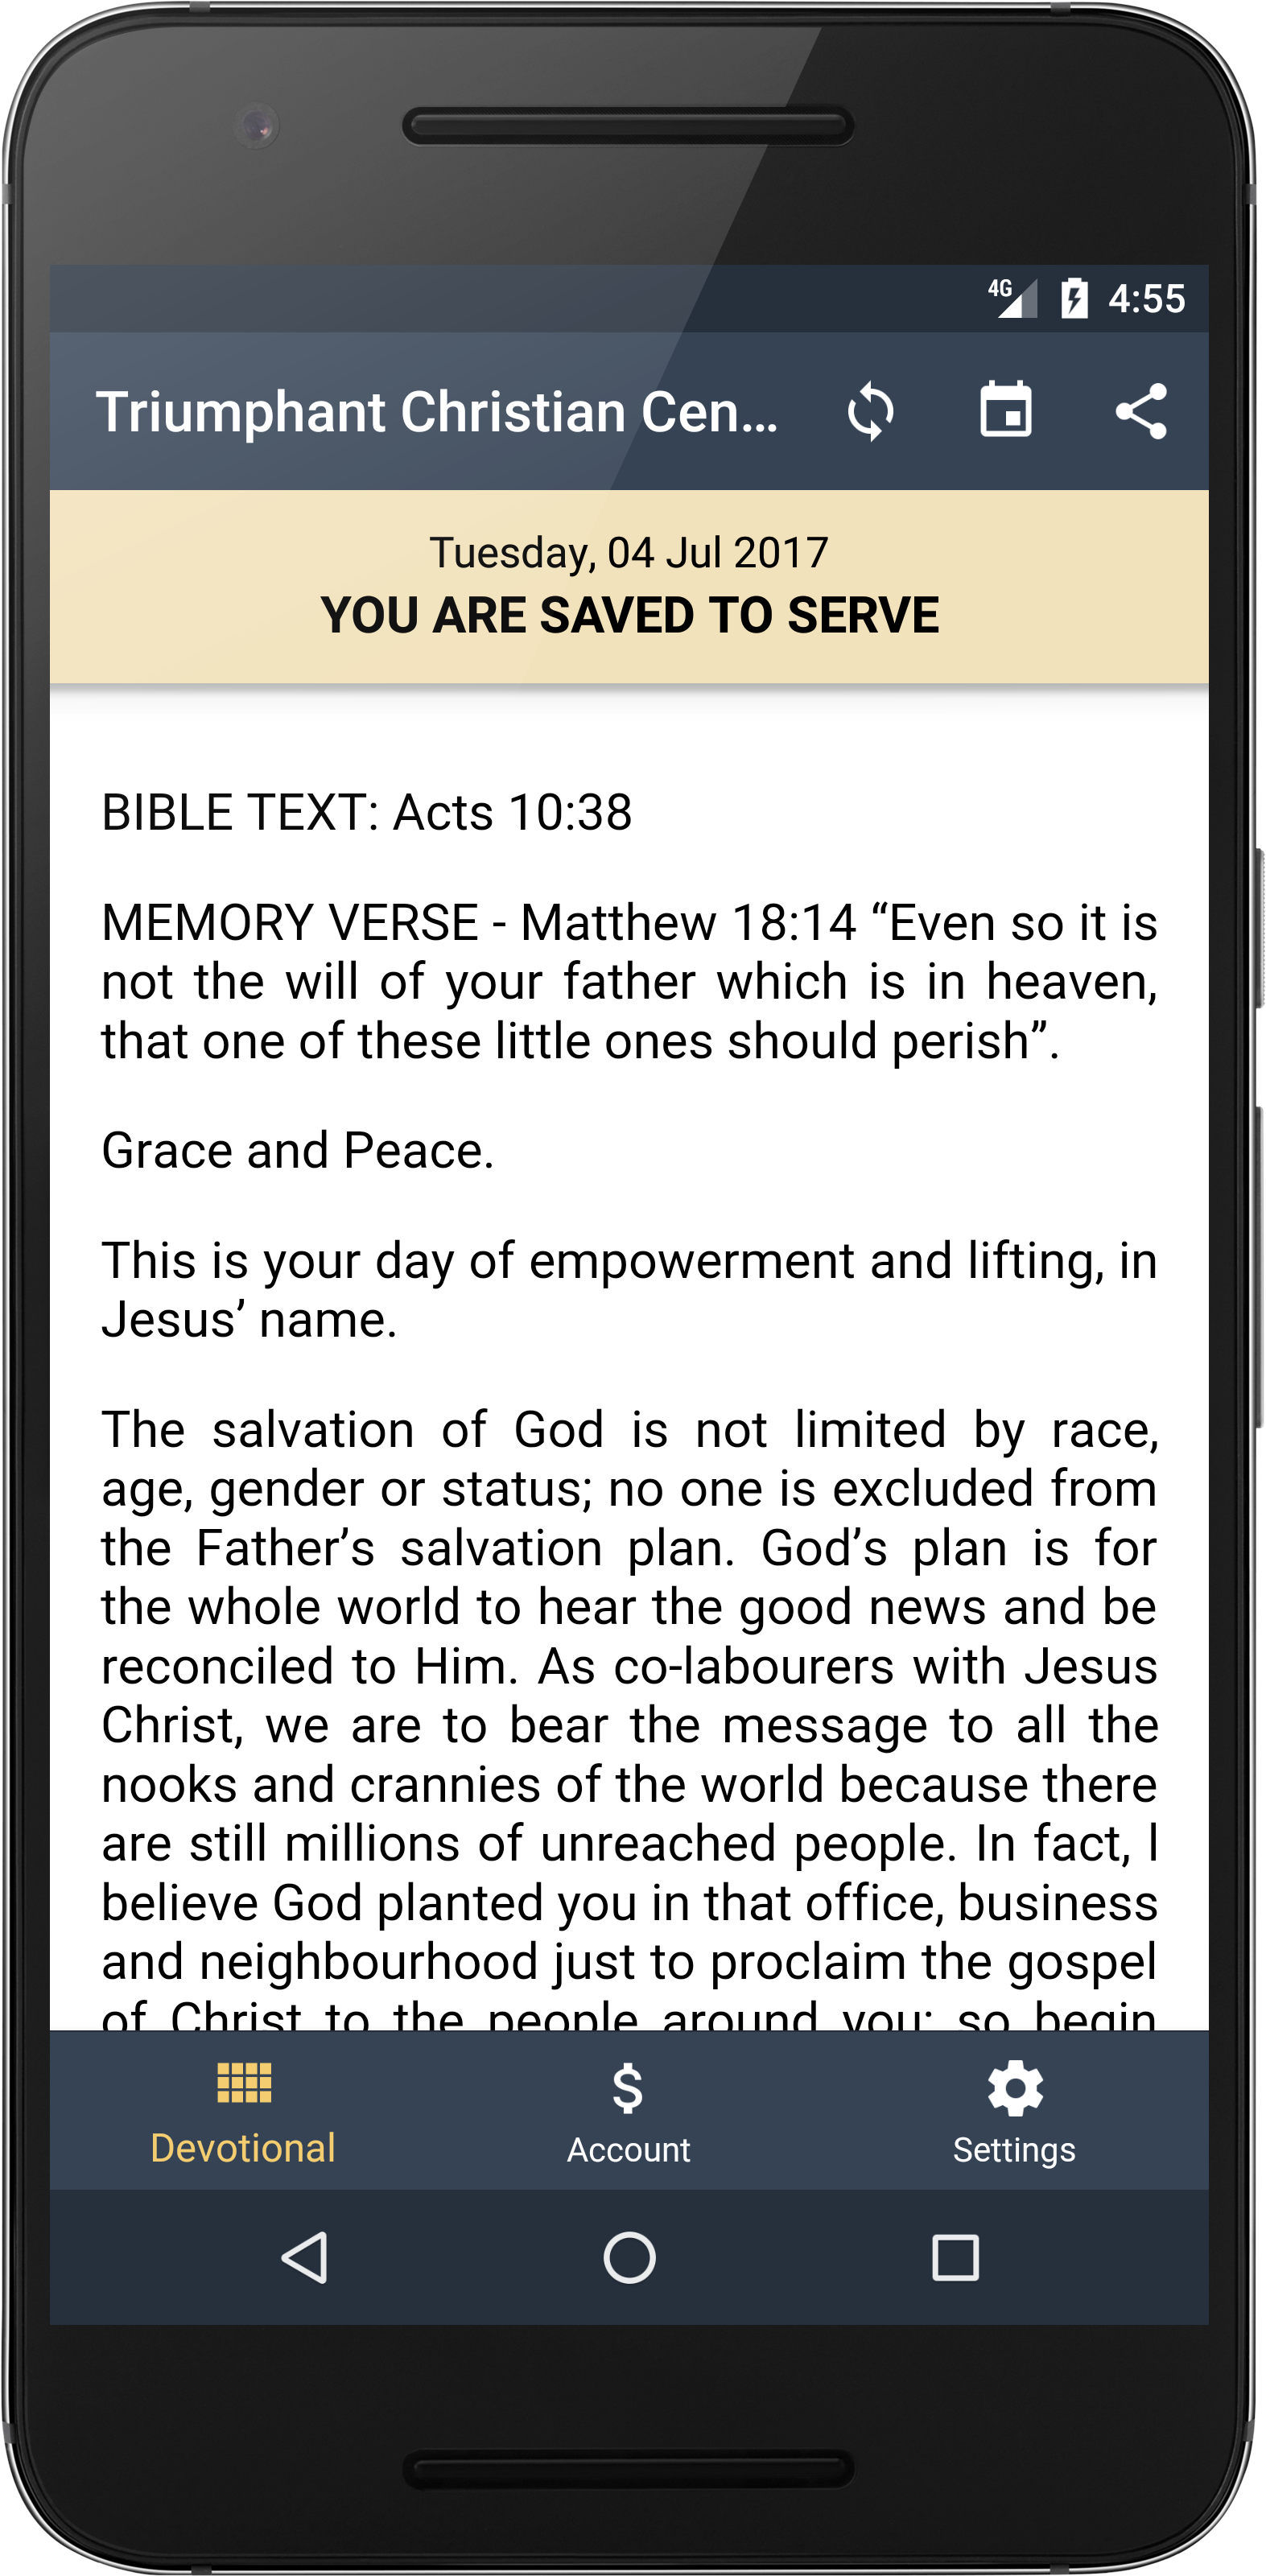 4G 4:55
Triumphant Christian Cen...
Tuesday, 04 Jul 2017
YOU ARE SAVED TO SERVE
BIBLE TEXT: Acts 10:38
MEMORY VERSE - Matthew 18:14 “Even so it is
not the will of your father which is in heaven,
that one of these little ones should perish”.
Grace and Peace.
This is your day of empowerment and lifting, in
Jesus’ name.
The salvation of God is not limited by race,
age, gender or status; no one is excluded from
the Father’s salvation plan. God’s plan is for
the whole world to hear the good news and be
reconciled to Him. As co-labourers with Jesus
Christ, we are to bear the message to all the
nooks and crannies of the world because there
are still millions of unreached people. In fact, I
believe God planted you in that office, business
and neighbourhood just to proclaim the gospel
of Christ to the people around you; so begin
Devotional Account Settings